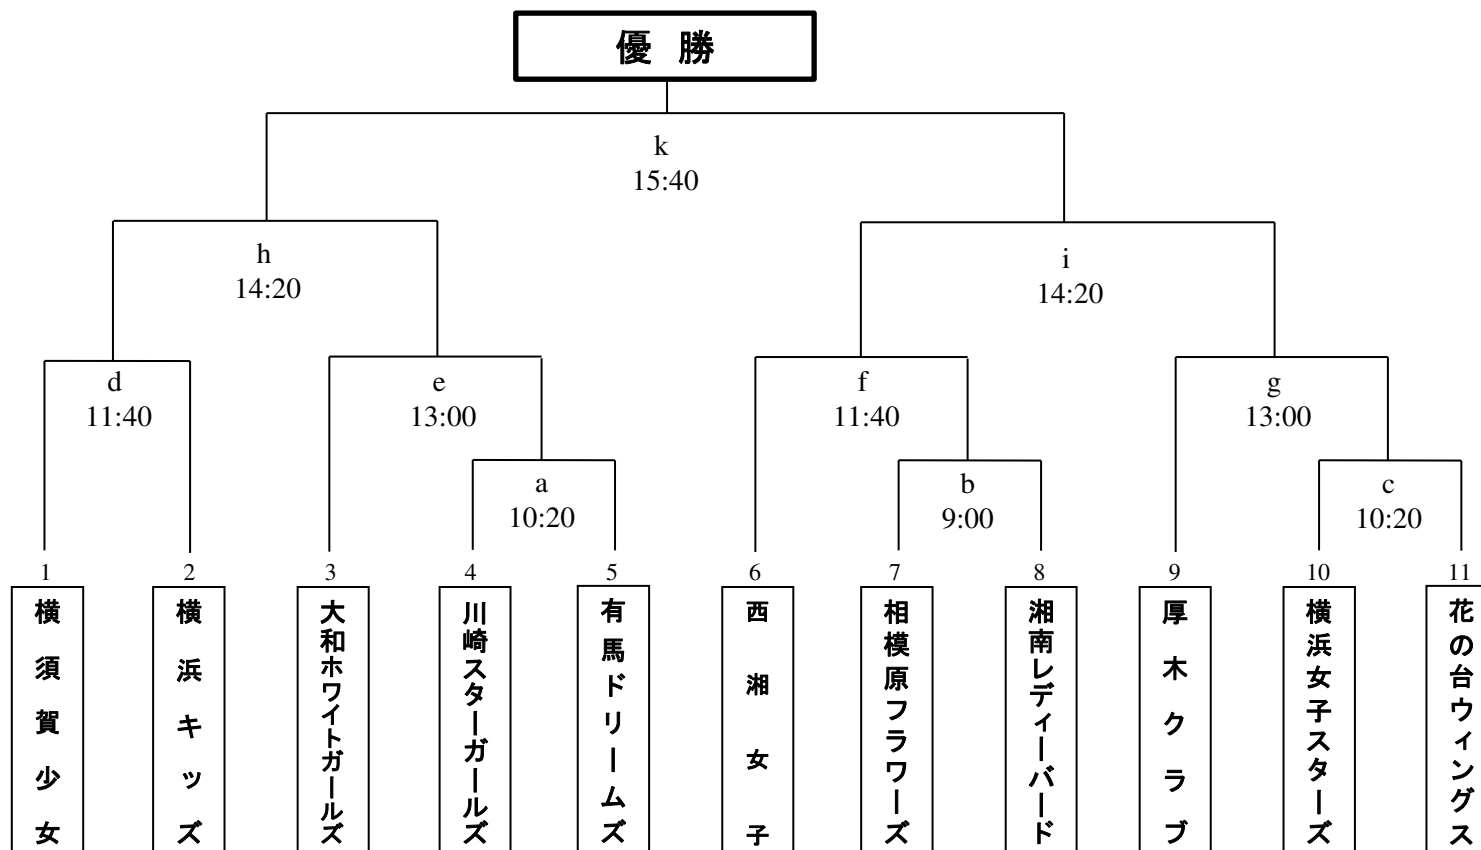 優 勝
k
15:40
h
14:20
i
14:20
d
11:40
e
13:00
f
11:40
g
13:00
a
10:20
b
9:00
c
10:20
1
2
3
4
5
6
7
8
9
10
11
横須賀少女
横浜キッズ
大和ホワイトガールズ
川崎スターガールズ
有馬ドリームズ
西湘女子
相模原フラワーズ
湘南レディーバード
厚木クラブ
横浜女子スターズ
花の台ウィングス